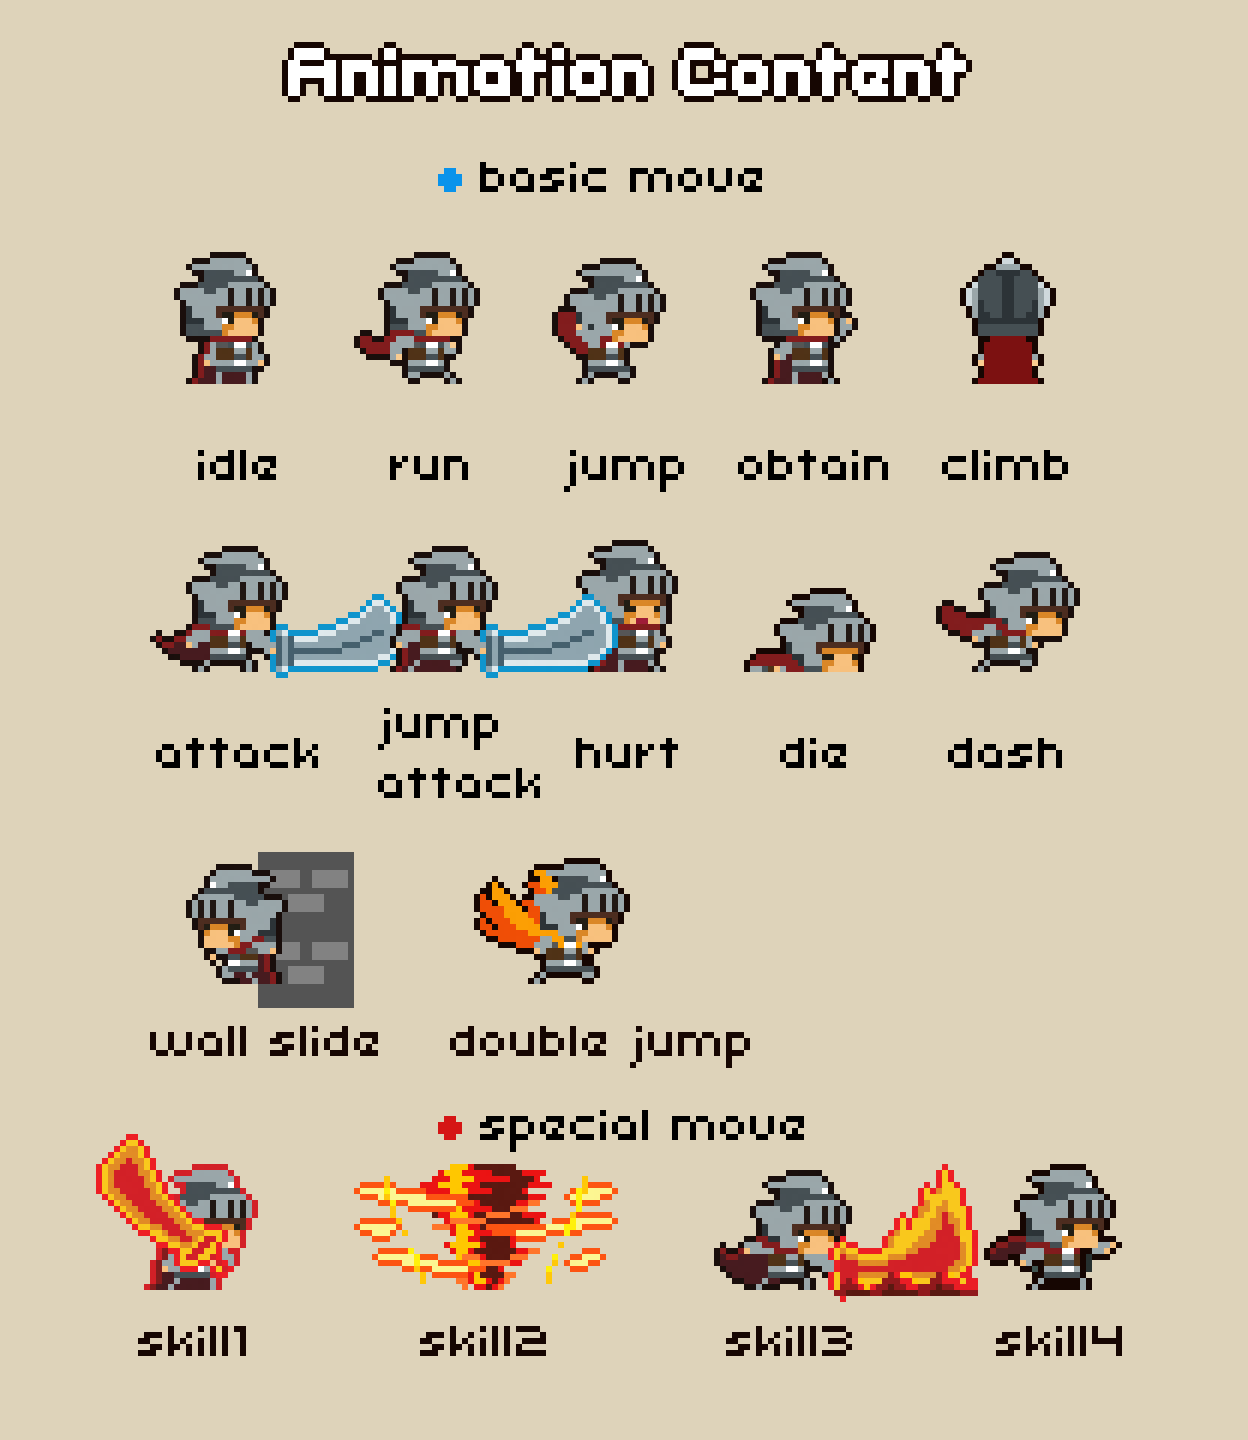 Animation Content
basic move
idle run jump obtain climb
attack jump attack hurt die dash
wall slide double jump
special move
skill1 skill2 skill3 skill4